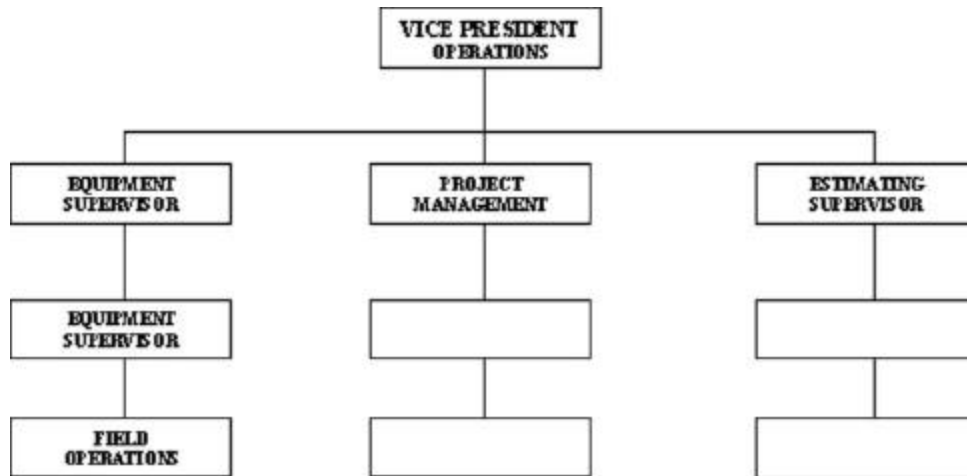 VICE PRESIDENT
OPERATIONS
EQUIPMENT
SUPERVISOR
PROJECT
MANAGEMENT
ESTIMATING
SUPERVISOR
EQUIPMENT
SUPERVISOR
FIELD
OPERATIONS